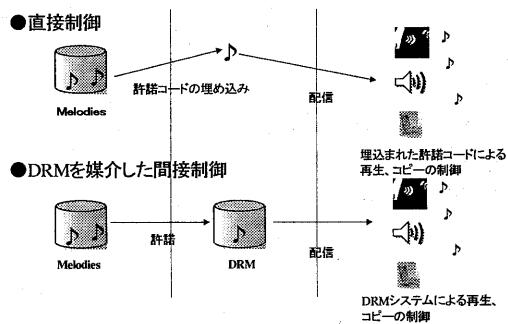 ●直接制御
許諾コードの埋め込み
配信
Melodies
埋込まれた許諾コードによる
再生、コピーの制御
●DRMを媒介した間接制御
許諾
配信
Melodies
DRM
DRMシステムによる再生、
コピーの制御